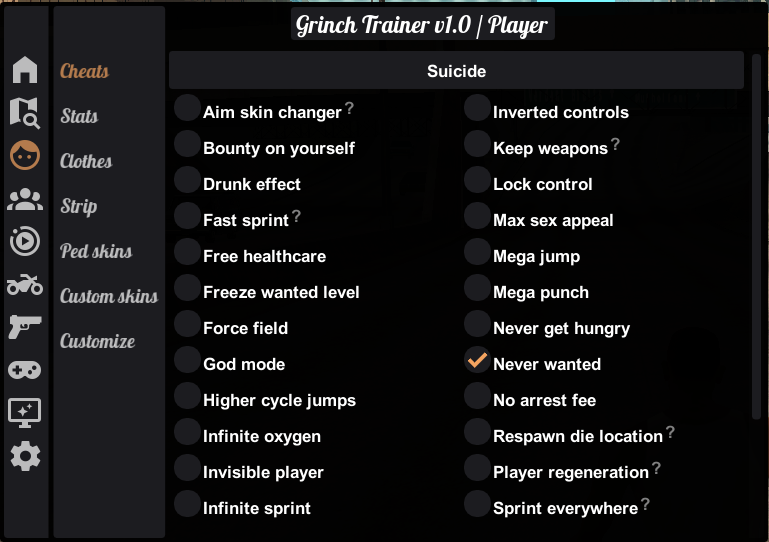 Grinch Trainer v1.0 / Player
Cheats
Stats
Clothes
Strip
Ped skins
Custom skins
Customize
Suicide
Aim skin changer ?
Bounty on yourself
Drunk effect
Fast sprint ?
Free healthcare
Freeze wanted level
Force field
God mode
Higher cycle jumps
Infinite oxygen
Invisible player
Infinite sprint
Inverted controls
Keep weapons ?
Lock control
Max sex appeal
Mega jump
Mega punch
Never get hungry
Never wanted
No arrest fee
Respawn die location ?
Player regeneration ?
Sprint everywhere ?